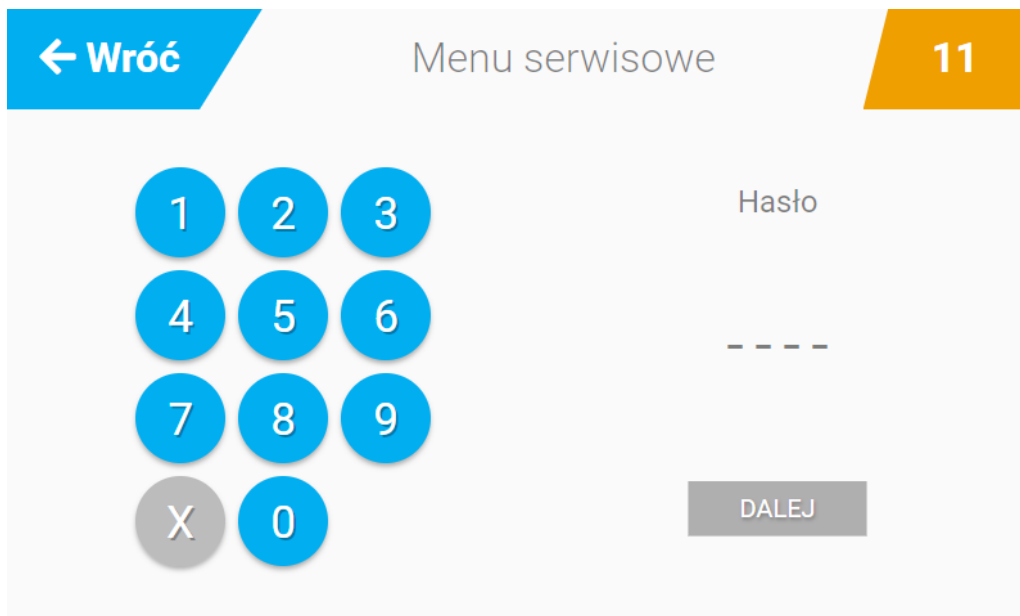 Wróć
Menu serwisowe
11
1 2 3
4 5 6
7 8 9
X 0
Hasło
- - - -
DALEJ